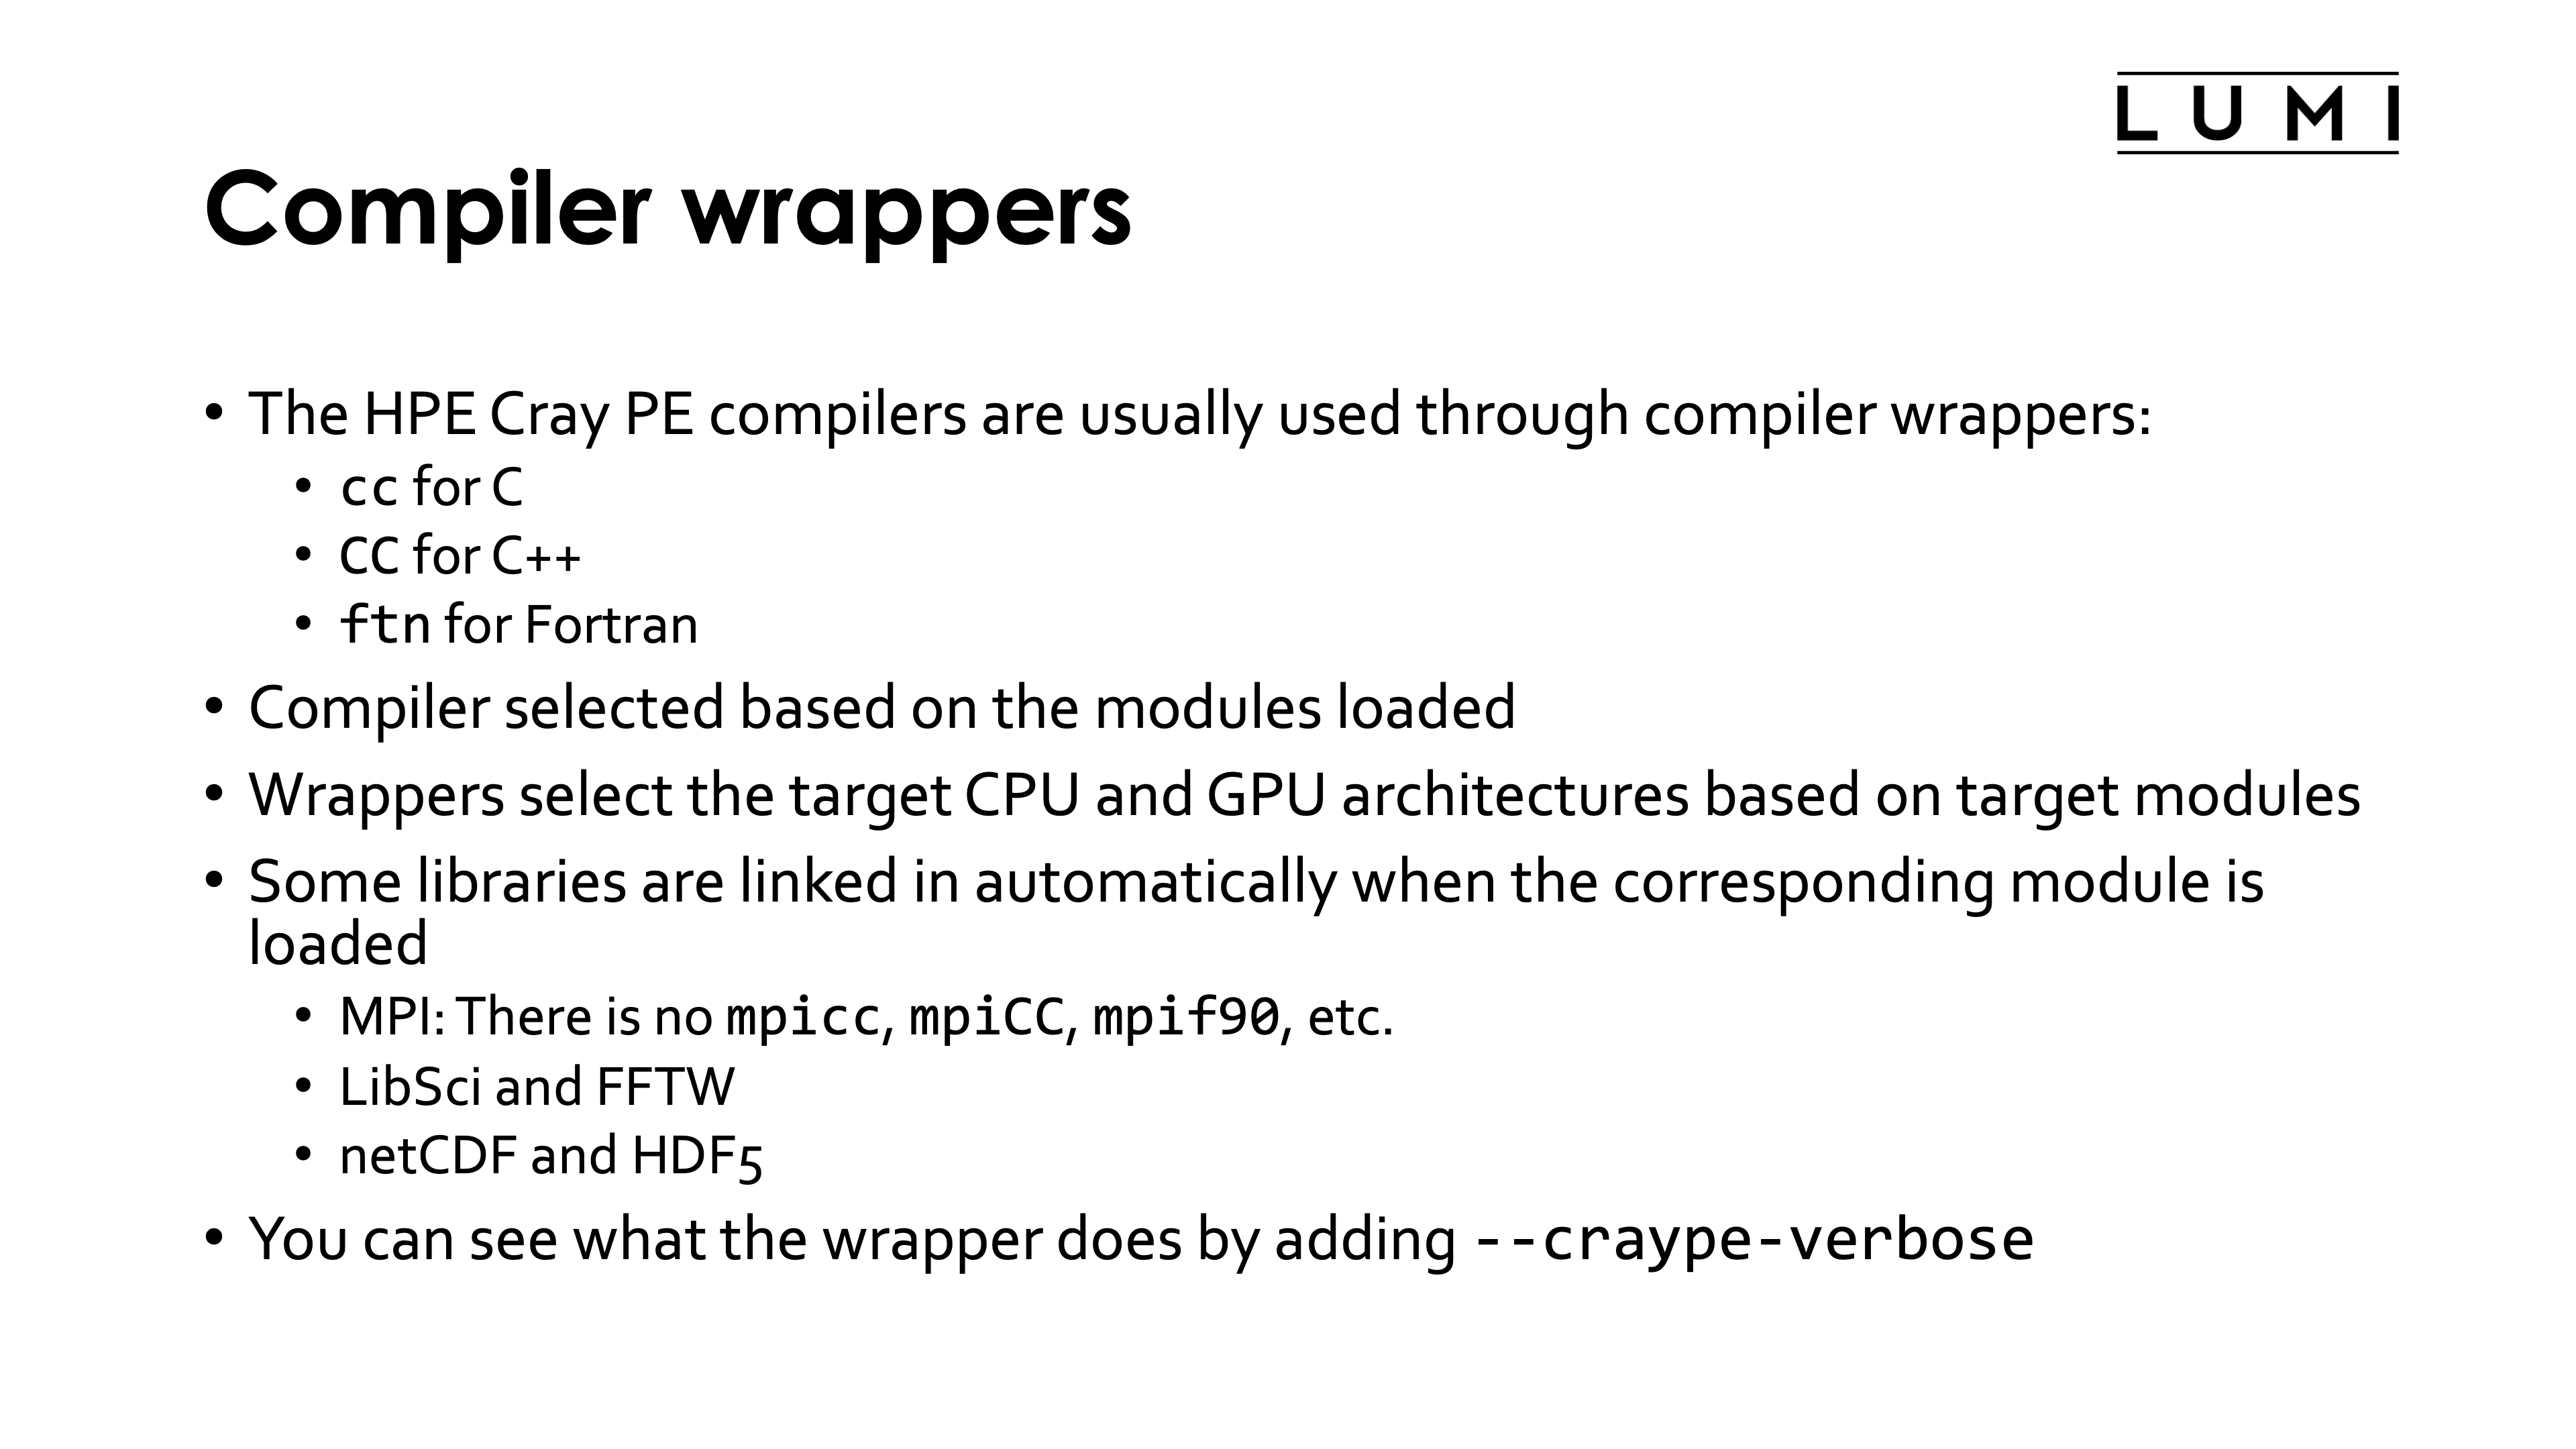 LUMI
Compiler wrappers
• The HPE Cray PE compilers are usually used through compiler wrappers:
• cc for C
• CC for C++
• ftn for Fortran
• Compiler selected based on the modules loaded
• Wrappers select the target CPU and GPU architectures based on target modules
• Some libraries are linked in automatically when the corresponding module is
loaded
• MPI: There is no mpicc, mpiCC, mpif90, etc.
• LibSci and FFTW
• netCDF and HDF5
• You can see what the wrapper does by adding --craype-verbose